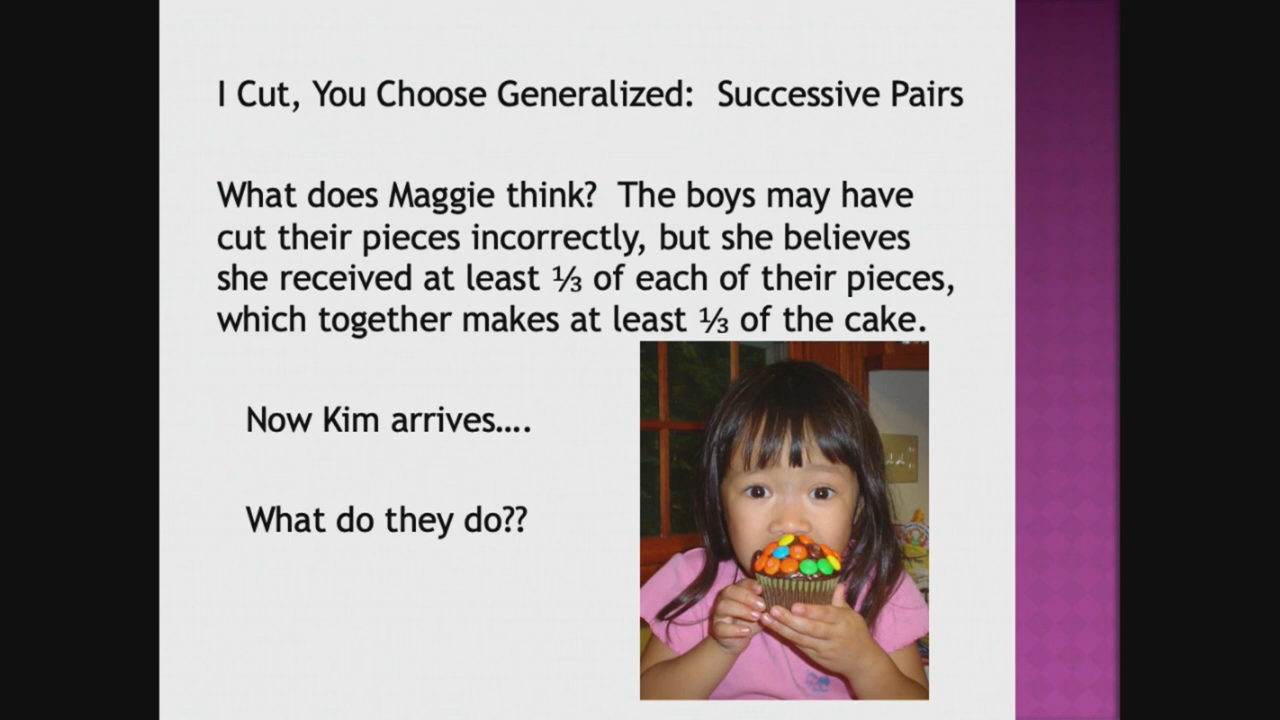 I Cut, You Choose Generalized: Successive Pairs
What does Maggie think? The boys may have
cut their pieces incorrectly, but she believes
she received at least ⅓ of each of their pieces,
which together makes at least ⅓ of the cake.
Now Kim arrives….
What do they do??